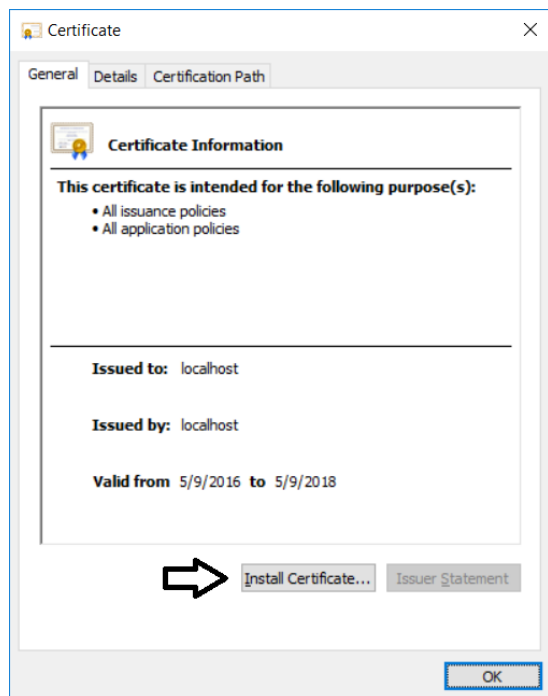 Certificate
General Details Certification Path
Certificate Information
This certificate is intended for the following purpose(s):
• All issuance policies
• All application policies
Issued to: localhost
Issued by: localhost
Valid from 5/9/2016 to 5/9/2018
Install Certificate... Issuer Statement
OK